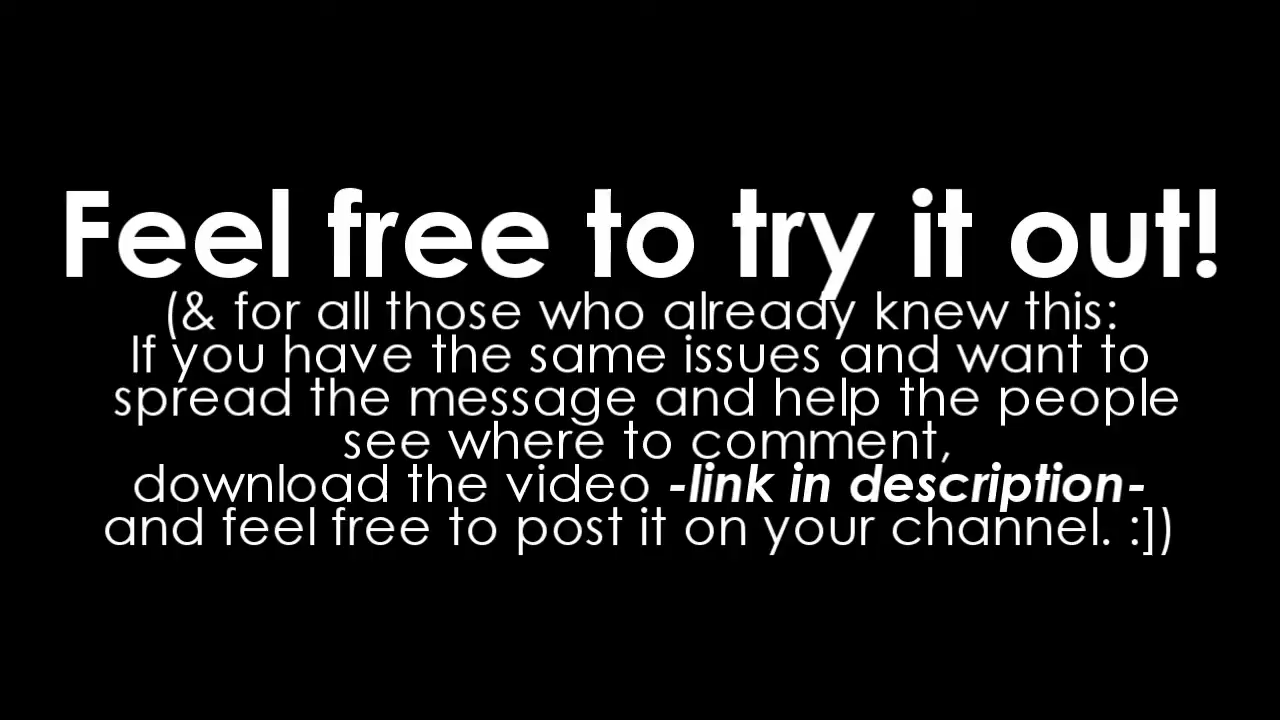 Feel free to try it out!
(& for all those who already knew this:
If you have the same issues and want to
spread the message and help the people
see where to comment,
download the video -link in description-
and feel free to post it on your channel. :])